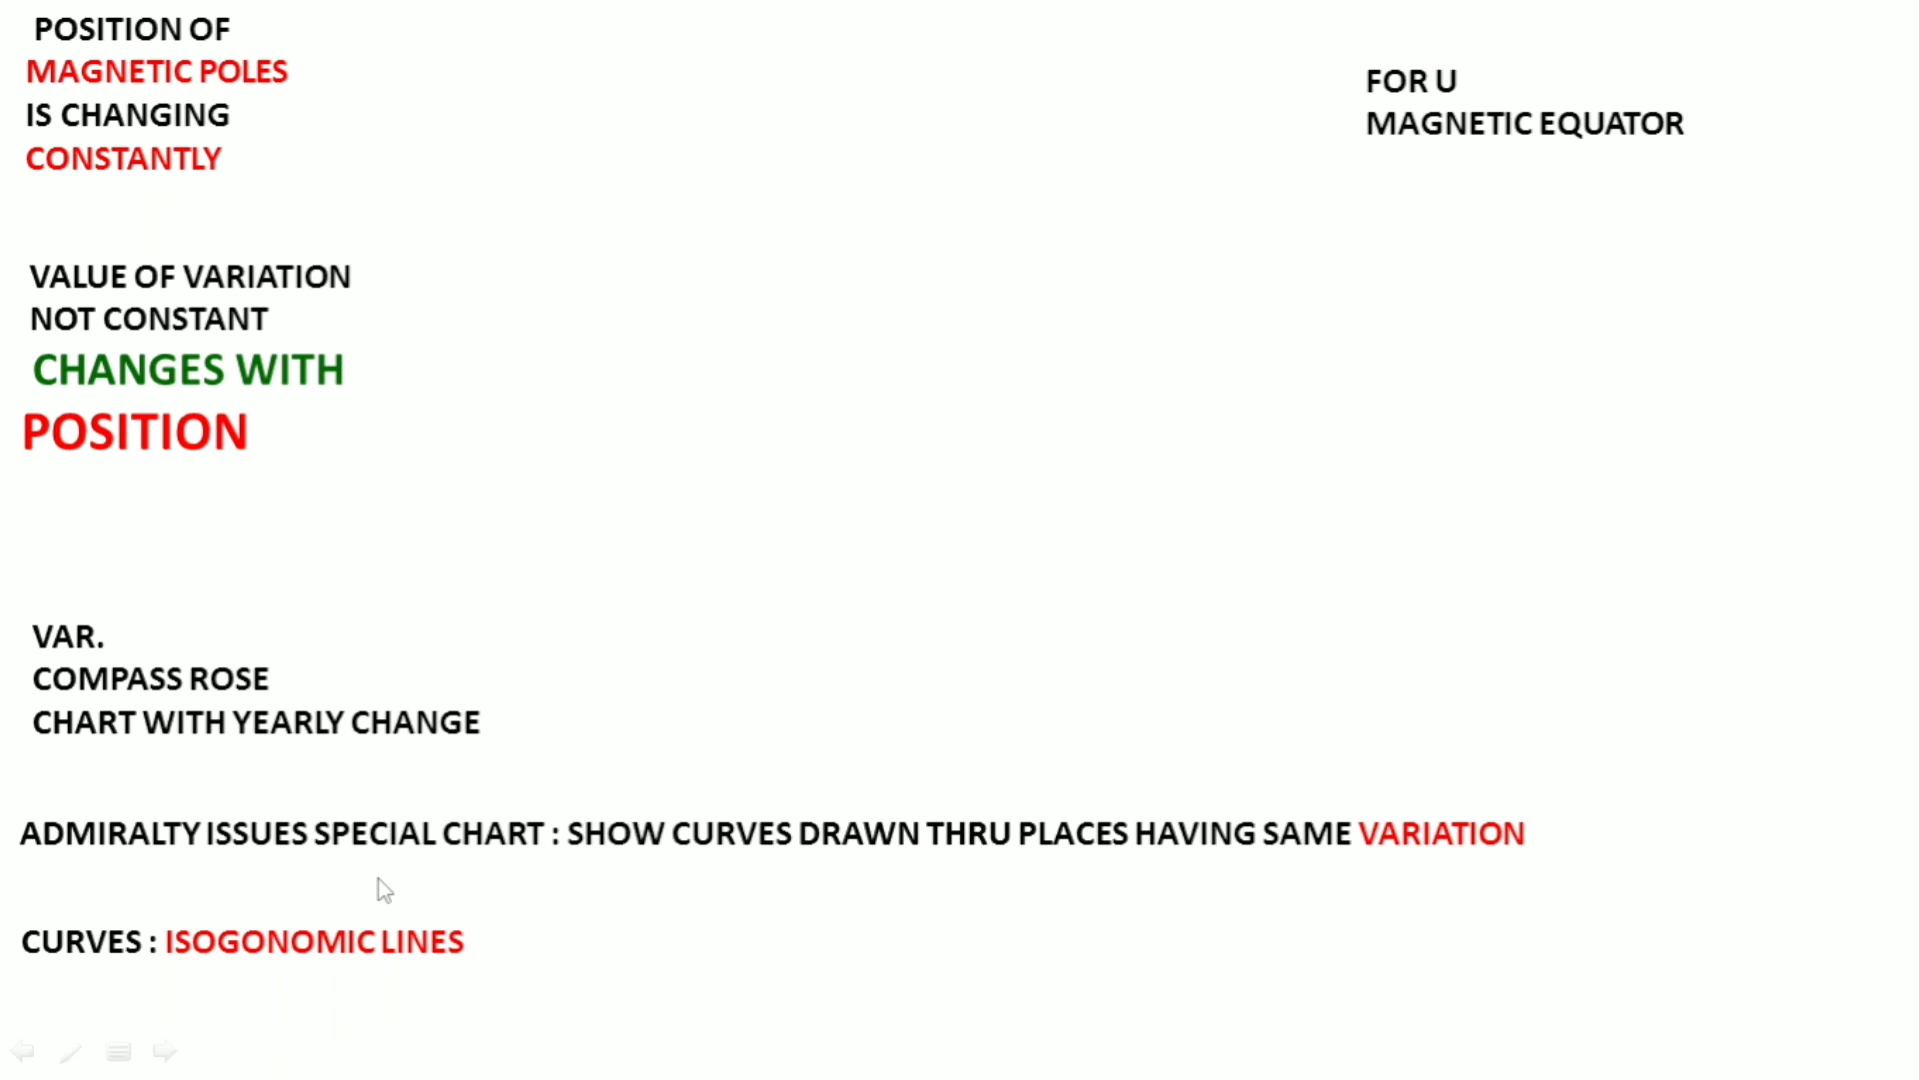 POSITION OF
MAGNETIC POLES
IS CHANGING
CONSTANTLY
FOR U
MAGNETIC EQUATOR
VALUE OF VARIATION
NOT CONSTANT
CHANGES WITH
POSITION
VAR.
COMPASS ROSE
CHART WITH YEARLY CHANGE
ADMIRALTY ISSUES SPECIAL CHART : SHOW CURVES DRAWN THRU PLACES HAVING SAME VARIATION
CURVES : ISOGONOMIC LINES